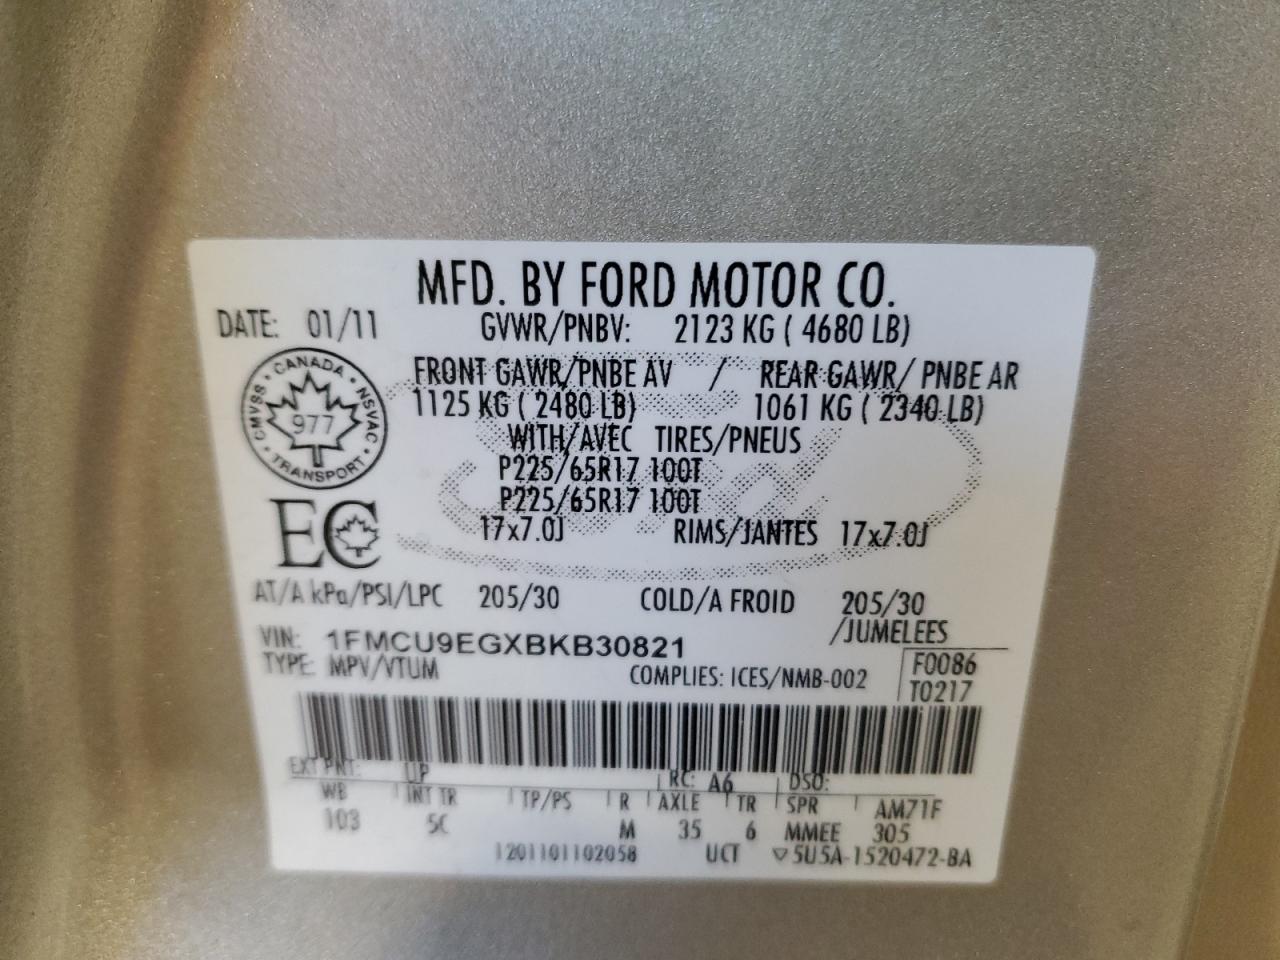 MFD. BY FORD MOTOR CO.
DATE: 01/11
GVWR/PNBV: 2123 KG ( 4680 LB)
FRONT GAWR/PNBE AV / REAR GAWR/ PNBE AR
1125 KG ( 2480 LB) 1061 KG ( 2340 LB)
WITH/AVEC TIRES/PNEUS
P225/65R17 100T
P225/65R17 100T
17x7.0J RIMS/JANTES 17x7.0J
CANADA
CMVSS · NSVAC
977
TRANSPORT
EC
AT/A kPa/PSI/LPC 205/30 COLD/A FROID 205/30
/JUMELEES
VIN: 1FMCU9EGXBKB30821
TYPE: MPV/VTUM
COMPLIES: ICES/NMB-002
F0086
T0217
EXT PNT: UP RC: A6 DSO:
WB INT TR TP/PS R AXLE TR SPR AM71F
103 5C M 35 6 MMEE 305
1201101102058 UCT ▽5U5A-1520472-BA